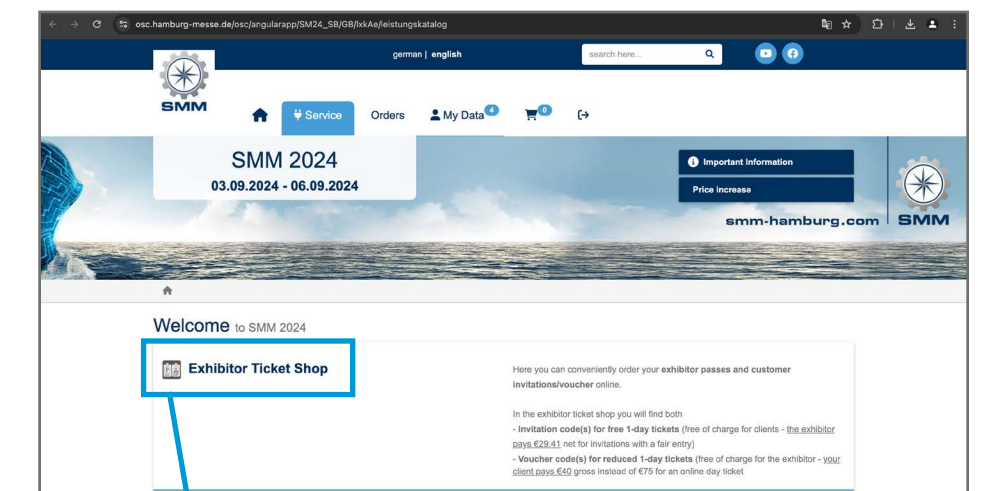 osc.hamburg-messe.de/osc/angularapp/SM24_SB/GB/lxkAe/leistungskatalog
german | english
search here...
SMM
Service
Orders
My Data 4
0
SMM 2024
03.09.2024 - 06.09.2024
Important Information
Price increase
smm-hamburg.com
SMM
Welcome to SMM 2024
Exhibitor Ticket Shop
Here you can conveniently order your exhibitor passes and customer
invitations/voucher online.
In the exhibitor ticket shop you will find both
- Invitation code(s) for free 1-day tickets (free of charge for clients - the exhibitor
pays €29.41 net for invitations with a fair entry)
- Voucher code(s) for reduced 1-day tickets (free of charge for the exhibitor - your
client pays €40 gross instead of €75 for an online day ticket